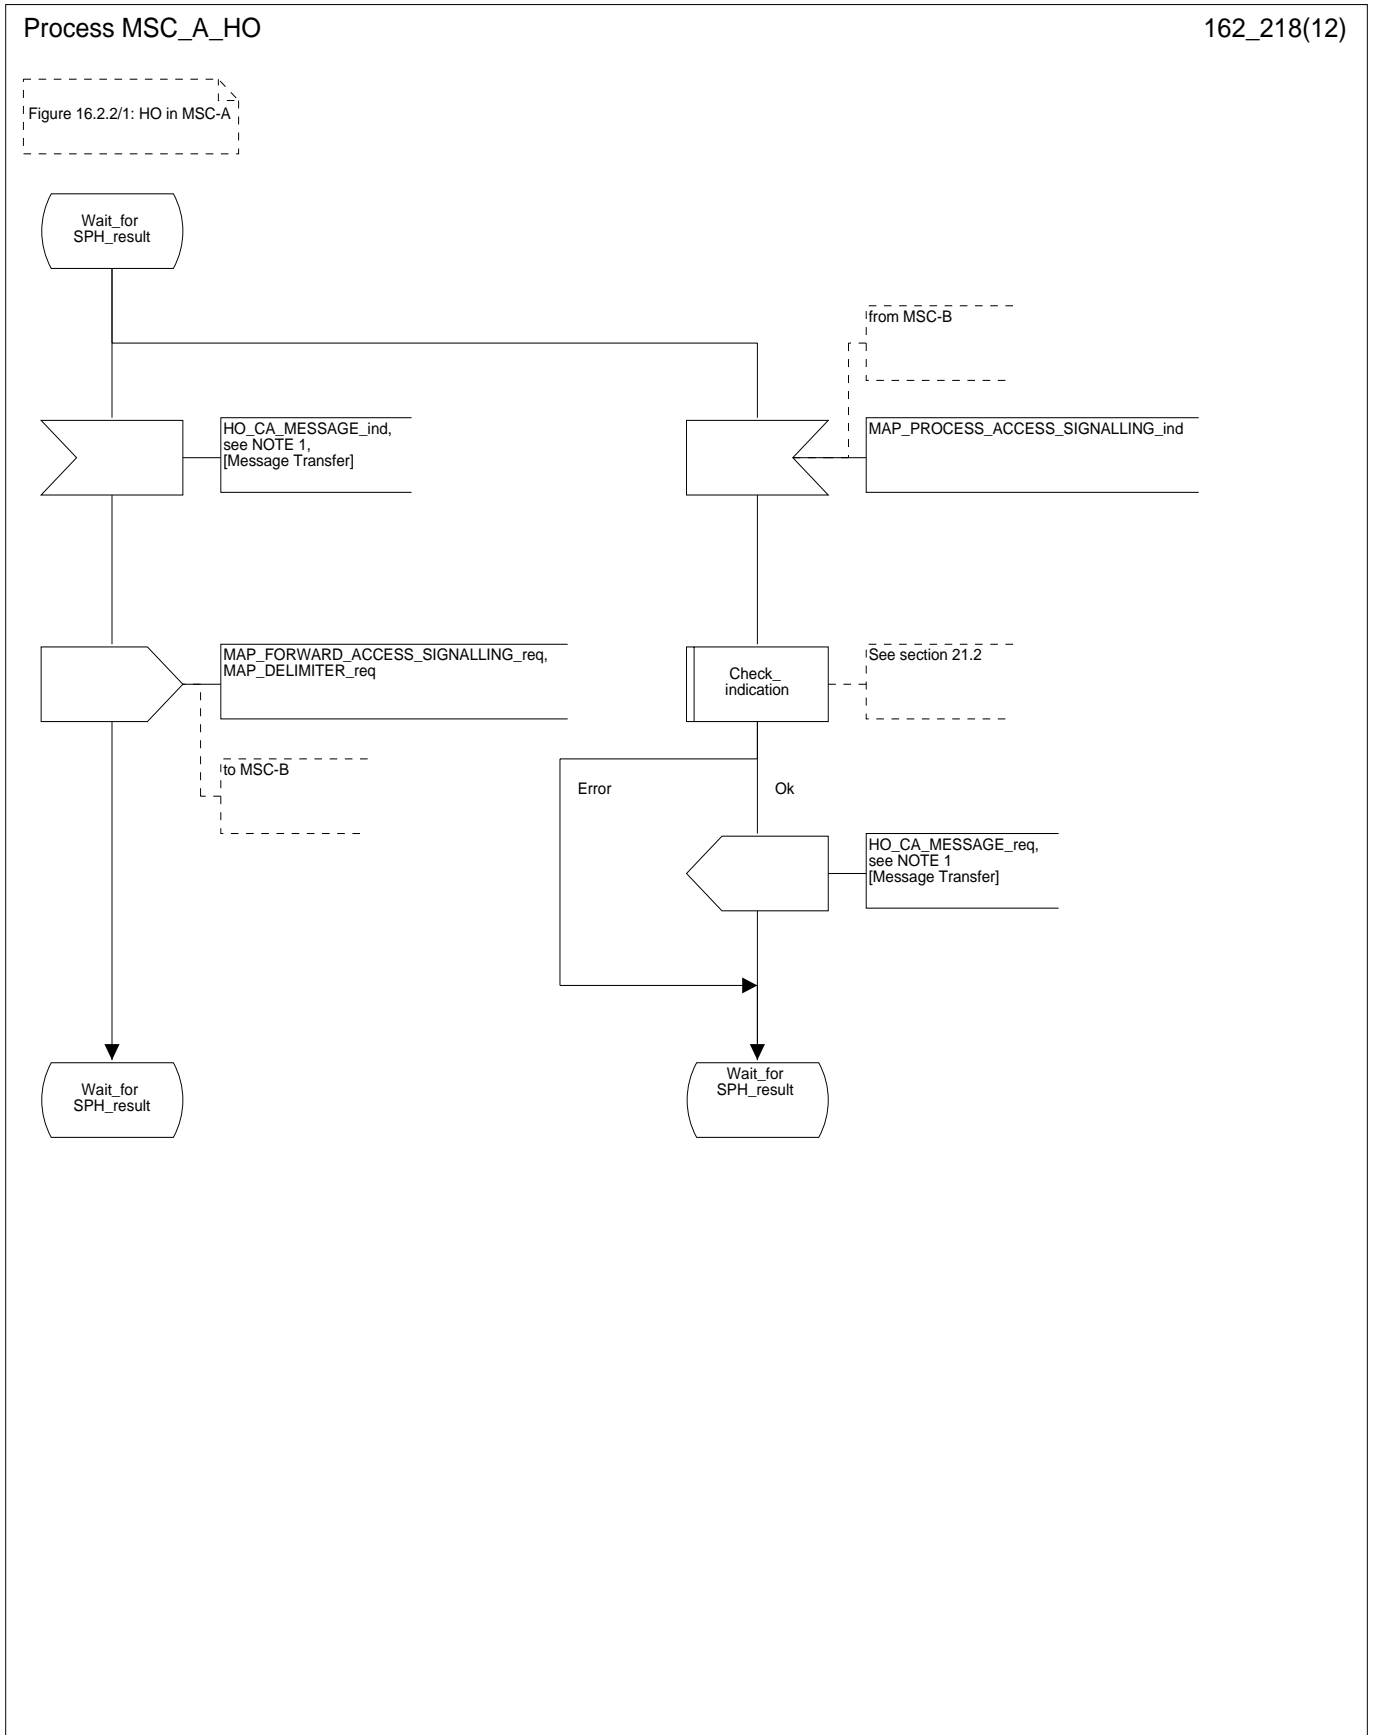 Process MSC_A_HO
162_218(12)
Figure 16.2.2/1: HO in MSC-A
Wait_for
SPH_result
from MSC-B
HO_CA_MESSAGE_ind,
see NOTE 1,
[Message Transfer]
MAP_PROCESS_ACCESS_SIGNALLING_ind
MAP_FORWARD_ACCESS_SIGNALLING_req,
MAP_DELIMITER_req
Check_
indication
See section 21.2
to MSC-B
Error
Ok
HO_CA_MESSAGE_req,
see NOTE 1
[Message Transfer]
Wait_for
SPH_result
Wait_for
SPH_result